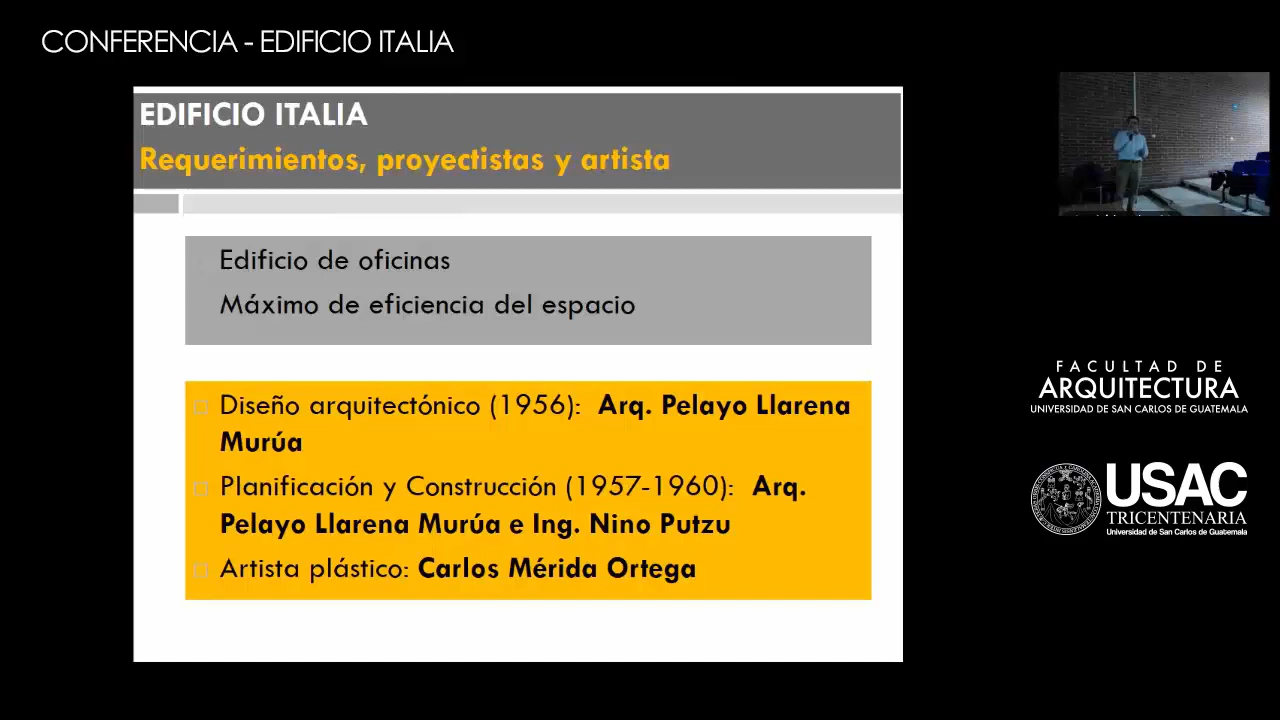 CONFERENCIA - EDIFICIO ITALIA
EDIFICIO ITALIA
Requerimientos, proyectistas y artista
Edificio de oficinas
Máximo de eficiencia del espacio
Diseño arquitectónico (1956): Arq. Pelayo Llarena
Murúa
Planificación y Construcción (1957-1960): Arq.
Pelayo Llarena Murúa e Ing. Nino Putzu
Artista plástico: Carlos Mérida Ortega
FACULTAD DE
ARQUITECTURA
UNIVERSIDAD DE SAN CARLOS DE GUATEMALA
USAC
TRICENTENARIA
Universidad de San Carlos de Guatemala